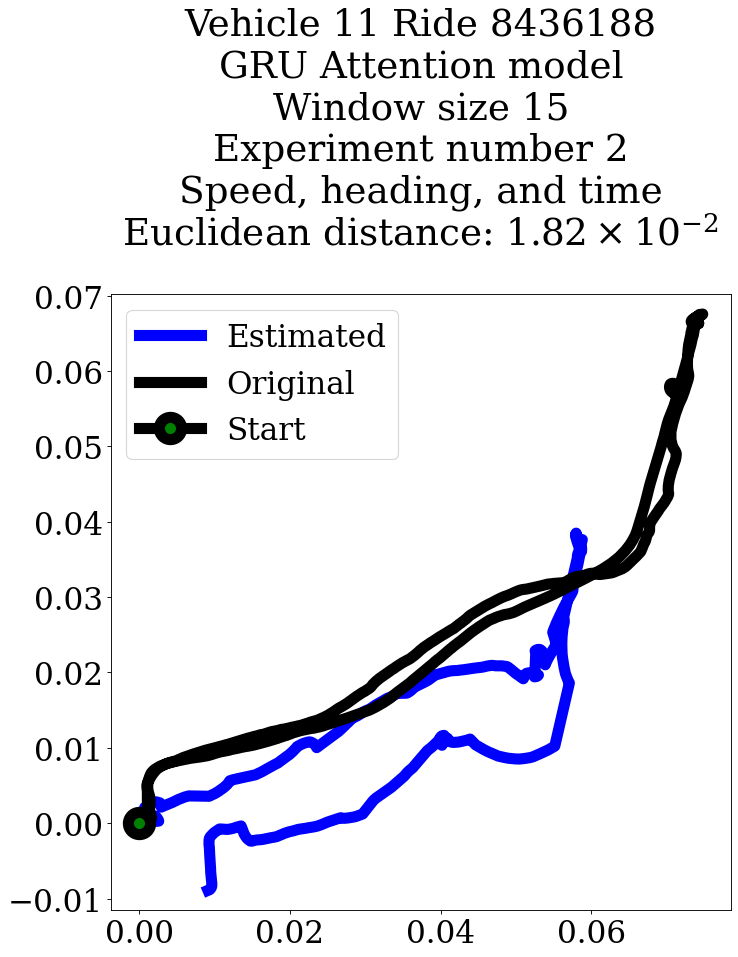 Vehicle 11 Ride 8436188
GRU Attention model
Window size 15
Experiment number 2
Speed, heading, and time
Euclidean distance: 1.82 × 10⁻²
0.07
0.06
0.05
0.04
0.03
0.02
0.01
0.00
−0.01
Estimated
Original
Start
0.00 0.02 0.04 0.06